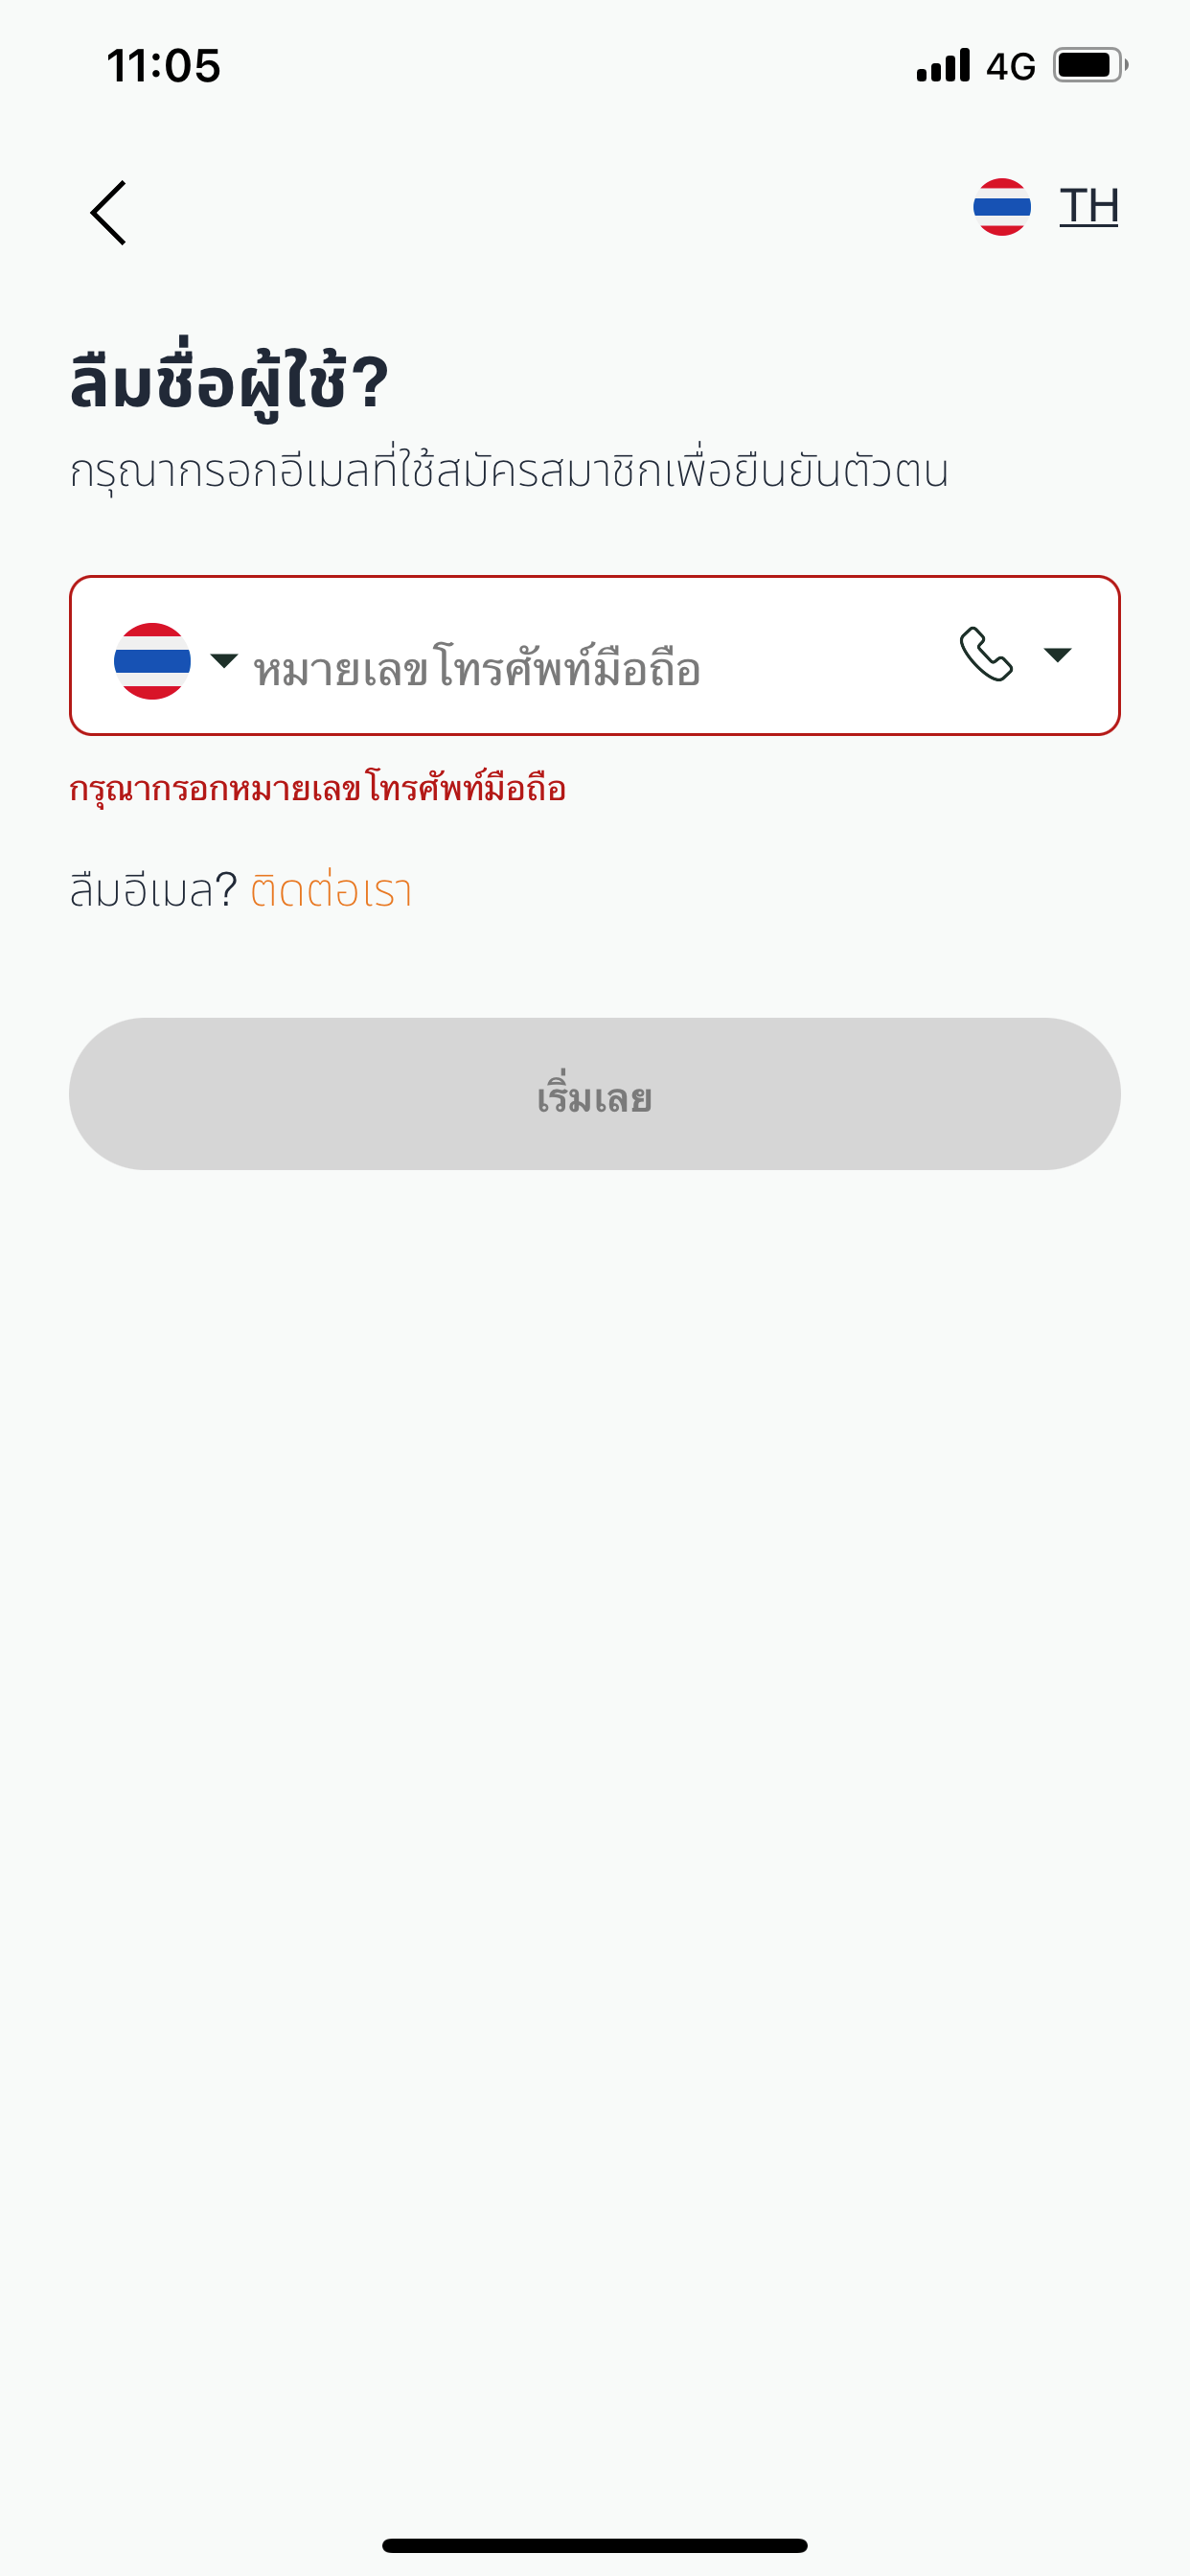 11:05
4G
TH
ลืมชื่อผู้ใช้?
กรุณากรอกอีเมลที่ใช้สมัครสมาชิกเพื่อยืนยันตัวตน
หมายเลขโทรศัพท์มือถือ
กรุณากรอกหมายเลขโทรศัพท์มือถือ
ลืมอีเมล? ติดต่อเรา
เริ่มเลย